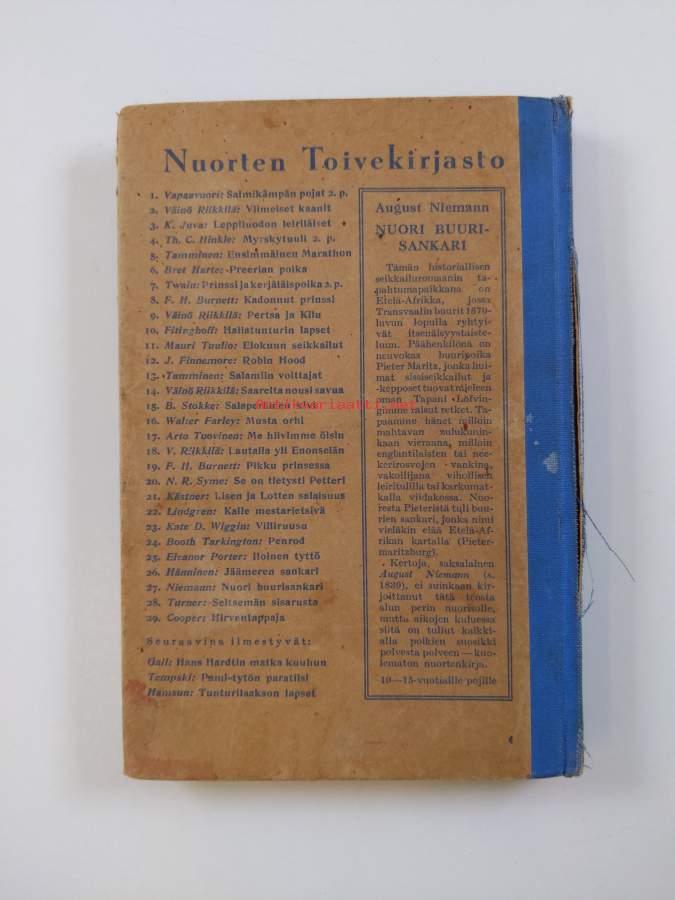 Nuorten Toivekirjasto
1. Vapaavuori: Salmikämpän pojat 2. p.
2. Väinö Riikkilä: Viimeiset kaanit
3. K. Juva: Leppiluodon leiriläiset
4. Th. C. Hinkle: Myrskytuuli 2. p.
5. Tamminen: Ensimmäinen Marathon
6. Bret Harte: Preerian poika
7. Twain: Prinssi ja kerjäläispoika 2. p.
8. F. H. Burnett: Kadonnut prinssi
9. Väinö Riikkilä: Pertsa ja Kilu
10. Fitinghoff: Hallatunturin lapset
11. Mauri Tuulio: Elokuun seikkailut
12. J. Finnemore: Robin Hood
13. Tamminen: Salamiin voittajat
14. Väinö Riikkilä: Saarelta nousi savua
15. B. Stokke:
16. Walter Farley: Musta orhi
17. Arto Tuovinen: Me hiivimme öisin
18. V. Riikkilä: Lautalla yli Enonselän
19. F. H. Burnett: Pikku prinsessa
20. N. R. Syme: Se on tietysti Petteri
21. Kästner: Lisen ja Lotten salaisuus
22. Lindgren: Kalle mestarietsivä
23. Kate D. Wiggin: Villiruusu
24. Booth Tarkington: Penrod
25. Eleanor Porter: Iloinen tyttö
26. Hänninen: Jäämeren sankari
27. Niemann: Nuori buurisankari
28. Turner: Seitsemän sisarusta
29. Cooper: Hirventappaja
Seuraavina ilmestyvät:
Gail: Hans Hardtin matka kuuhun
Tempski: Pund-tytön paratiisi
Hamsun: Tunturilaakson lapset
August Niemann
NUORI BUURI-
SANKARI
Tämän historiallisen
seikkailuromaanin ta-
pahtumapaikkana on
Etelä-Afrikka, jossa
Transvaalin buurit 1870-
luvun lopulla ryhtyi-
vät itsenäisyystaiste-
luun. Päähenkilönä on
neuvokas buuripoika
Pieter Maritz, jonka hui-
mat sissiseikkailut ja
-kepposet tuovat mieleen
oman Tapani Löfvin-
gimme raisut retket. Ta-
paamme hänet milloin
mahtavan zulukunin-
kaan vieraana, milloin
englantilaisten tai nee-
kerirosvojen vankina,
vakoilijana vihollisen
leiritulilla tai karkumat-
kalla viidakossa. Nuo-
resta Pieteristä tuli buu-
rien sankari, jonka nimi
vieläkin elää Etelä-Af-
rikan kartalla (Pieter-
maritzburg).
Kertoja, saksalainen
August Niemann (s.
1839), ei suinkaan kir-
joittanut tätä teosta
alun perin nuorisolle,
mutta aikojen kuluessa
siitä on tullut kaikki-
alla poikien suosikki
polvesta polveen — kuo-
lematon nuortenkirja.
10—15-vuotiaille pojille
Antikvariaatti.net